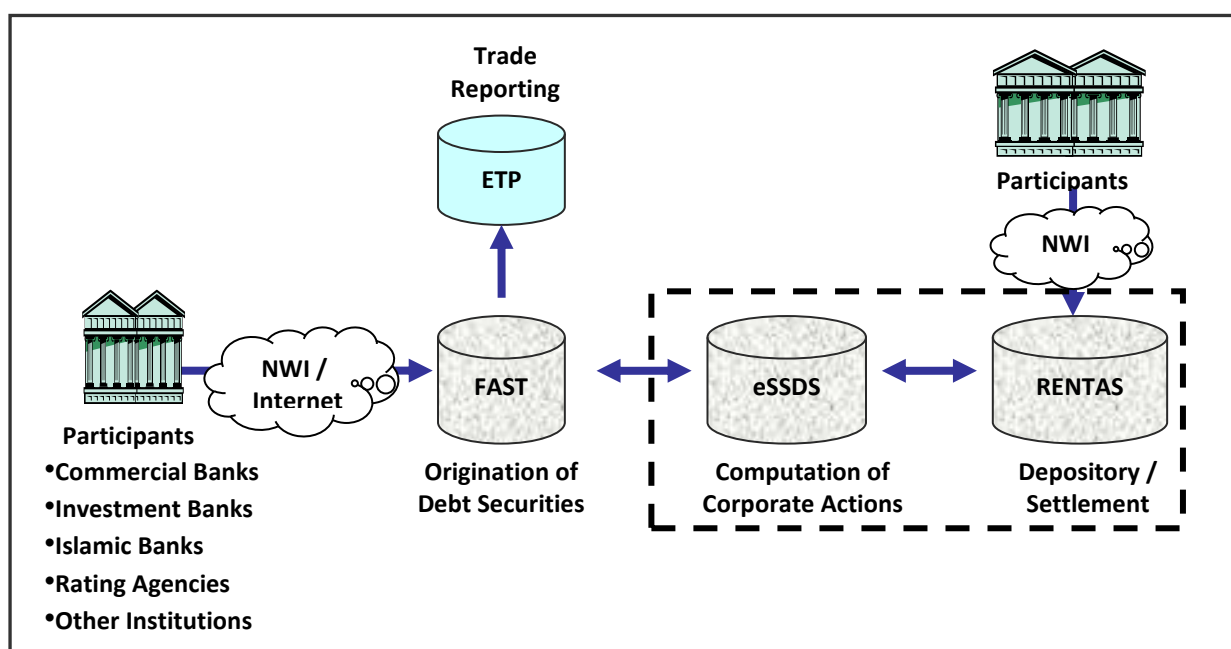 Trade
Reporting
ETP
Participants
NWI
NWI /
Internet
FAST
eSSDS
RENTAS
Participants
•Commercial Banks
•Investment Banks
•Islamic Banks
•Rating Agencies
•Other Institutions
Origination of
Debt Securities
Computation of
Corporate Actions
Depository /
Settlement